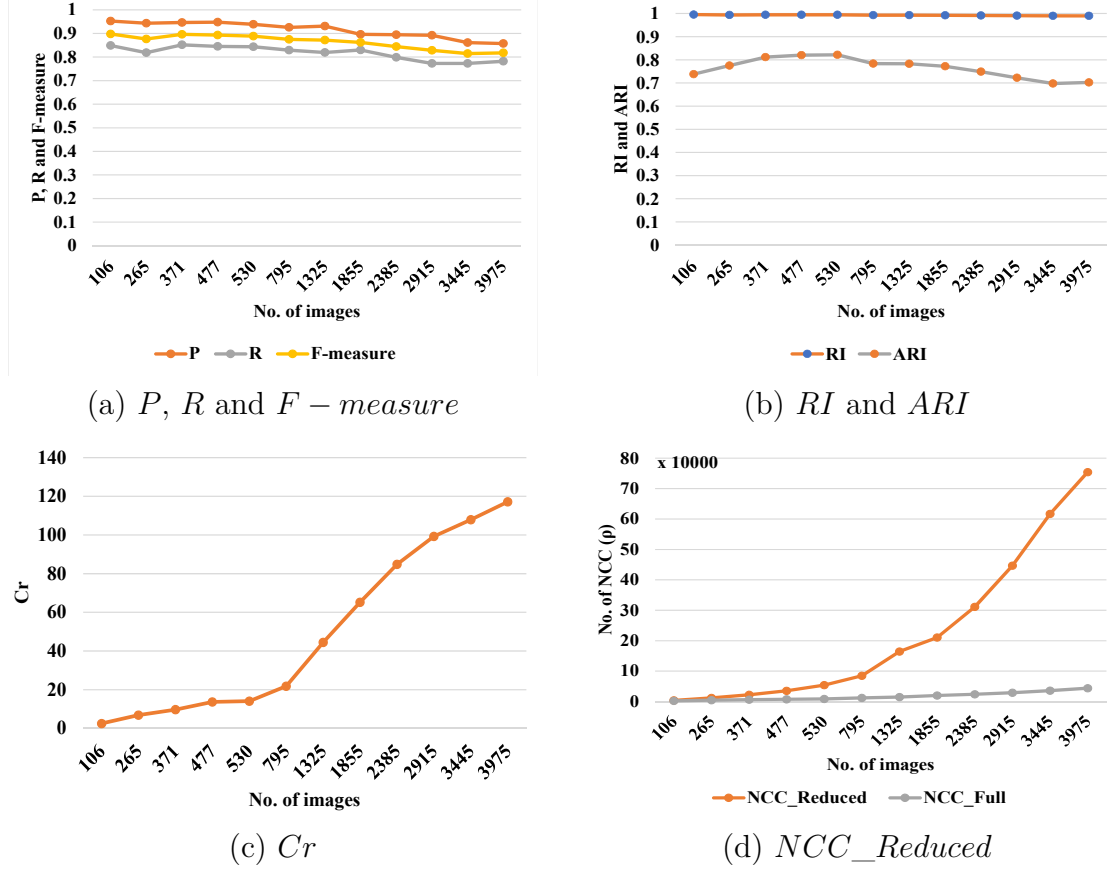 1
0.9
0.8
0.7
0.6
0.5
0.4
0.3
0.2
0.1
0
P, R and F-measure
106 265 371 477 530 795 1325 1855 2385 2915 3445 3975
No. of images
P R F-measure
(a) P, R and F − measure
1
0.9
0.8
0.7
0.6
0.5
0.4
0.3
0.2
0.1
0
RI and ARI
106 265 371 477 530 795 1325 1855 2385 2915 3445 3975
No. of images
RI ARI
(b) RI and ARI
140
120
100
80
60
40
20
0
Cr
106 265 371 477 530 795 1325 1855 2385 2915 3445 3975
No. of images
(c) Cr
80
70
60
50
40
30
20
10
0
x 10000
No. of NCC (ρ)
106 265 371 477 530 795 1325 1855 2385 2915 3445 3975
No. of images
NCC_Reduced NCC_Full
(d) NCC_Reduced